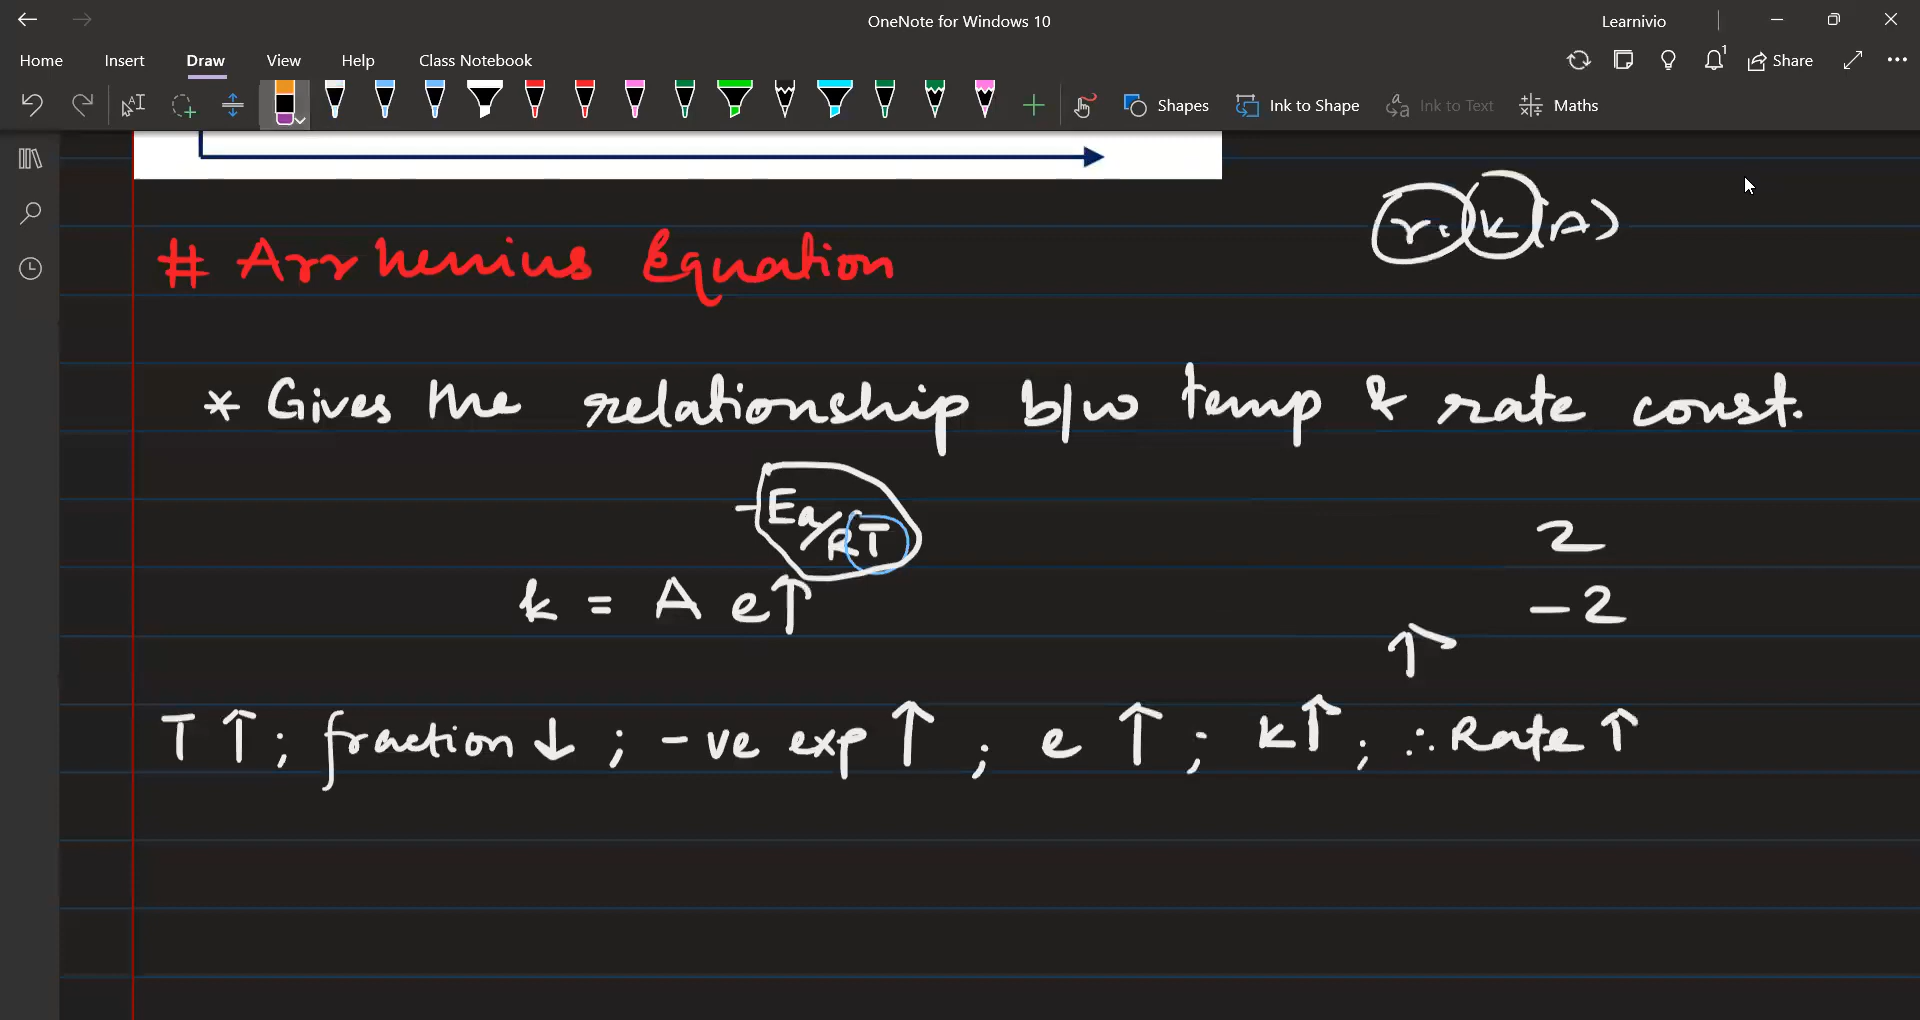 OneNote for Windows 10
Learnivio
Home Insert Draw View Help Class Notebook
1
Share
Shapes Ink to Shape Ink to Text Maths
r = k (A)
# Arrhenius Equation
* Gives the relationship b/w temp & rate const.
-Ea/RT
k = A e↑
2
-2
↑
T ↑; fraction ↓ ; -ve exp ↑ ; e ↑ ; k↑ ; ∴ Rate ↑